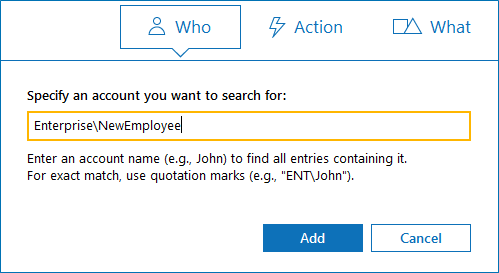 Who Action What
Specify an account you want to search for:
Enterprise\NewEmployee
Enter an account name (e.g., John) to find all entries containing it.
For exact match, use quotation marks (e.g., "ENT\John").
Add Cancel